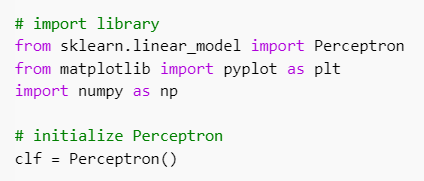 # import library
from sklearn.linear_model import Perceptron
from matplotlib import pyplot as plt
import numpy as np
# initialize Perceptron
clf = Perceptron()